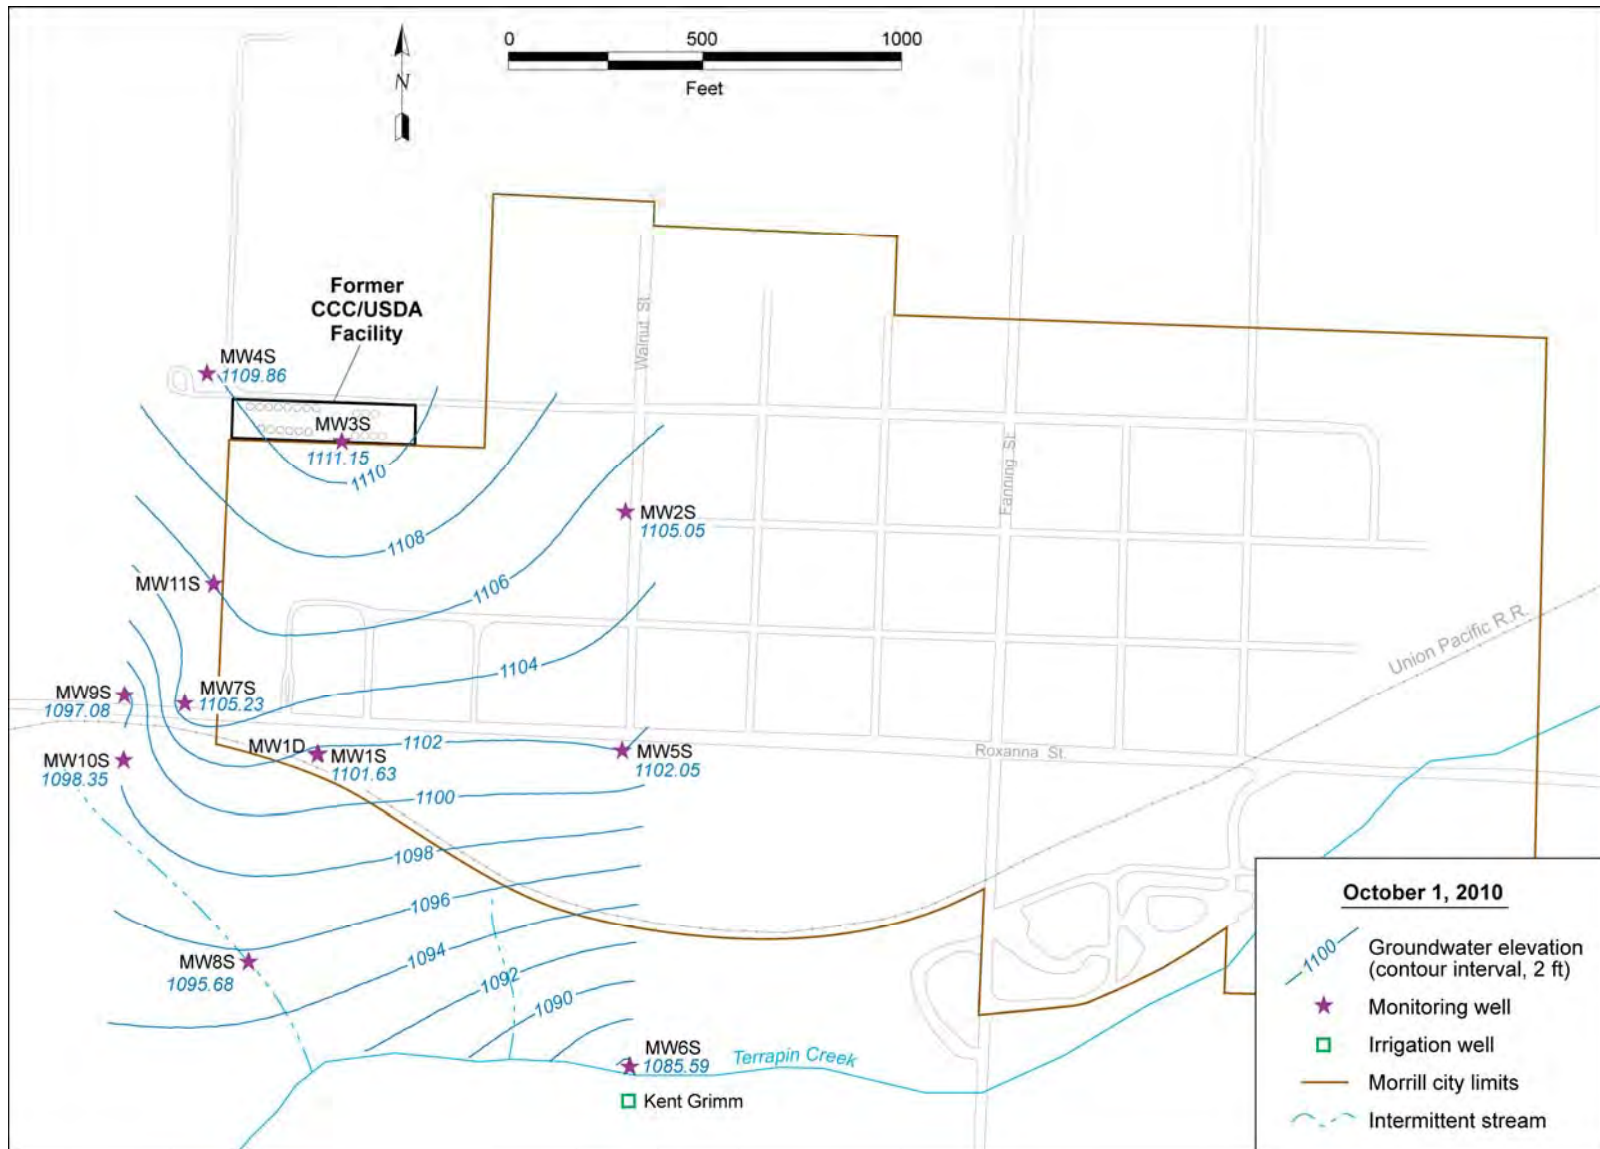 0 500 1000
Feet
N
Former
CCC/USDA
Facility
Walnut St.
MW4S
1109.86
MW3S
1111.15
1110
Fanning St.
MW2S
1105.05
1108
MW11S
1106
Union Pacific R.R.
1104
MW9S
1097.08
MW7S
1105.23
MW1D
MW1S
1101.63
1102
MW5S
1102.05
Roxanna St.
MW10S
1098.35
1100
1098
1096
1094
MW8S
1095.68
1092
1090
MW6S
1085.59
Terrapin Creek
Kent Grimm
October 1, 2010
1100
Groundwater elevation
(contour interval, 2 ft)
Monitoring well
Irrigation well
Morrill city limits
Intermittent stream